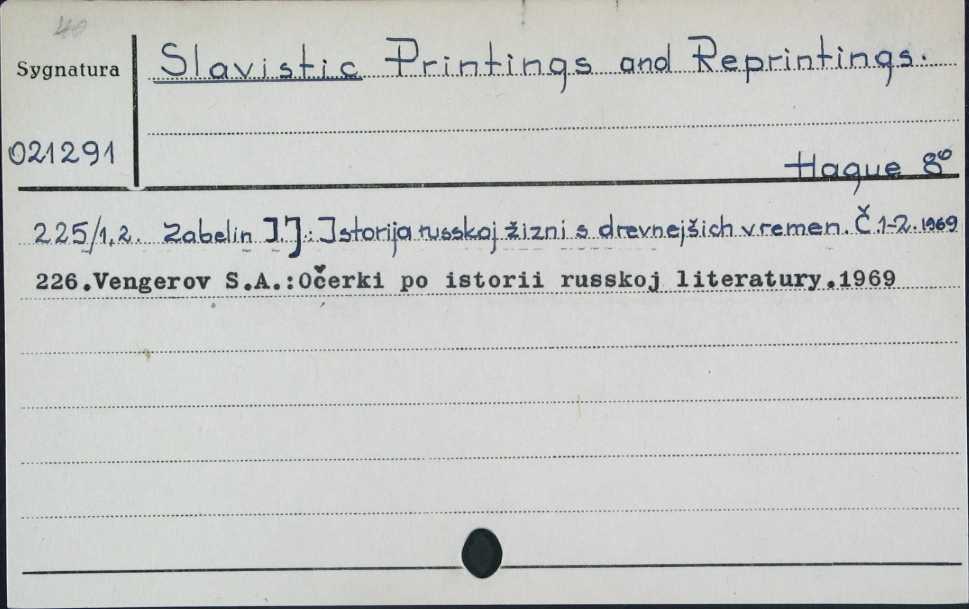 40
Sygnatura
Slavistic Printings and Reprintings.
021291
Hague 8°
225/1,2. Zabelin I.J.: Istorija russkoj žizni s drevnejšich vremen. Č.1-2.1969
226.Vengerov S.A.:Očerki po istorii russkoj literatury.1969